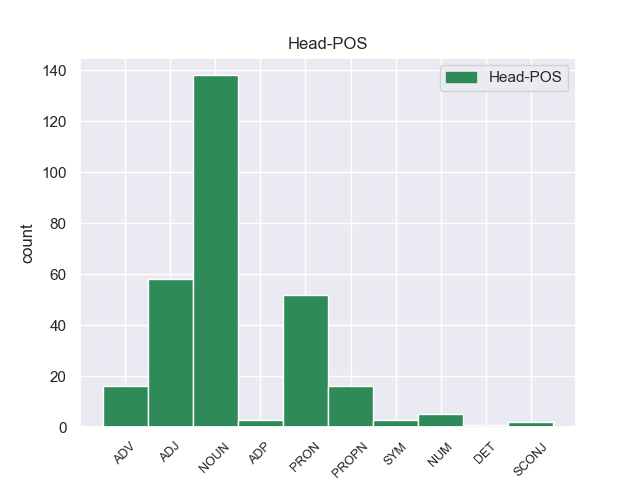 Head-POS
Head-POS
140
120
100
80
60
40
20
0
count
ADV
ADJ
NOUN
ADP
PRON
PROPN
SYM
NUM
DET
SCONJ